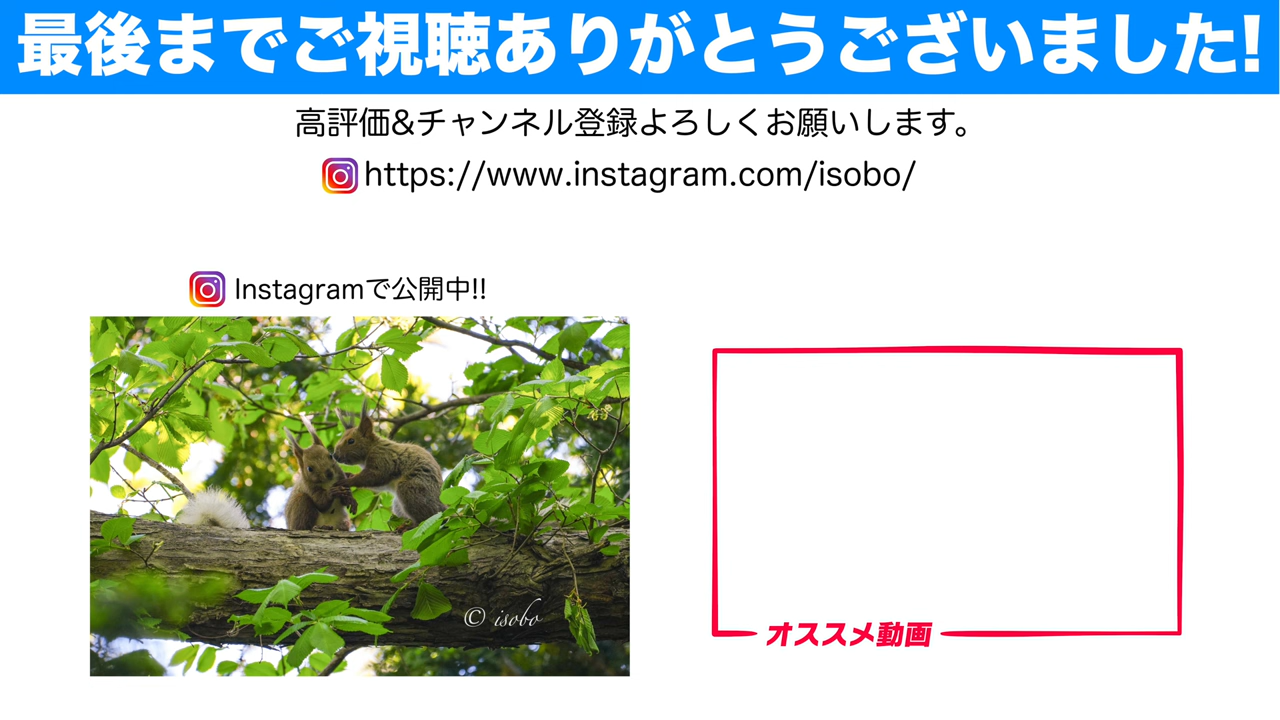 最後までご視聴ありがとうございました!
高評価&チャンネル登録よろしくお願いします。
https://www.instagram.com/isobo/
Instagramで公開中!!
© isobo
オススメ動画